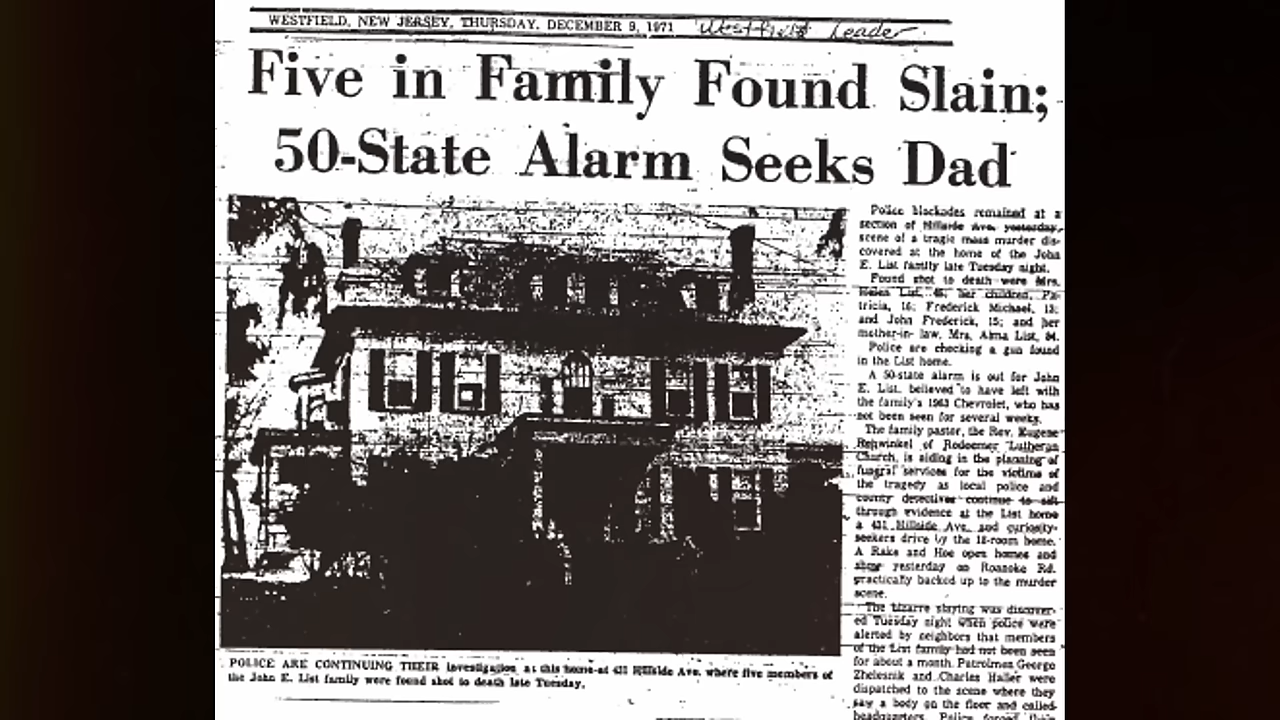 WESTFIELD, NEW JERSEY, THURSDAY, DECEMBER 9, 1971 Westfield Leader
Five in Family Found Slain;
50-State Alarm Seeks Dad
Police blockades remained at a
section of Hillside Ave. yesterday,
scene of a tragic mass murder dis-
covered at the home of the John
E. List family late Tuesday night.
Found shot to death were Mrs.
Helen List, her children, Pa-
tricia, 16; Frederick Michael, 13;
and John Frederick, 15; and her
mother-in law, Mrs. Alma List, 84.
Police are checking a gun found
in the List home.
A 50-state alarm is out for John
E. List, believed to have left with
the family's 1963 Chevrolet, who has
not been seen for several weeks.
The family pastor, the Rev. Eugene
Rehwinkel of Redeemer Lutheran
Church, is aiding in the planning of
funeral services for the victims of
the tragedy as local police and
county detectives continue to sift
through evidence at the List home
a 431 Hillside Ave. and curiosity-
seekers drive by the 18-room home.
A Rake and Hoe open homes and
show yesterday on Roanoke Rd.
practically backed up to the murder
scene.
The bizarre slaying was discover-
ed Tuesday night when police were
alerted by neighbors that members
of the List family had not been seen
for about a month. Patrolmen George
Zhelesnik and Charles Haller were
dispatched to the scene where they
saw a body on the floor and called
headquarters. Police forced their
POLICE ARE CONTINUING THEIR investigation at this home at 431 Hillside Ave. where five members of
the John E. List family were found shot to death late Tuesday.